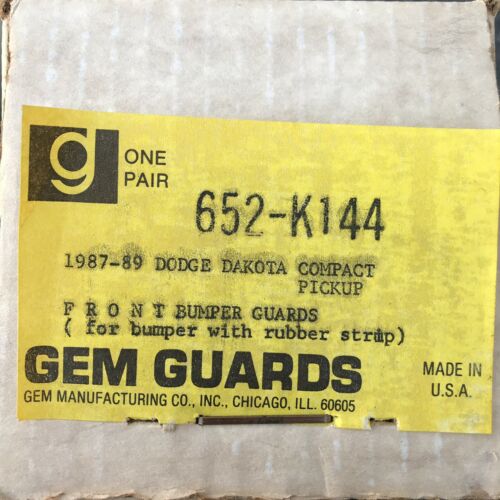 g
ONE
PAIR
652-K144
1987-89 DODGE DAKOTA COMPACT
PICKUP
F R O N T BUMPER GUARDS
( for bumper with rubber strip)
GEM GUARDS
GEM MANUFACTURING CO., INC., CHICAGO, ILL. 60605
MADE IN
U.S.A.